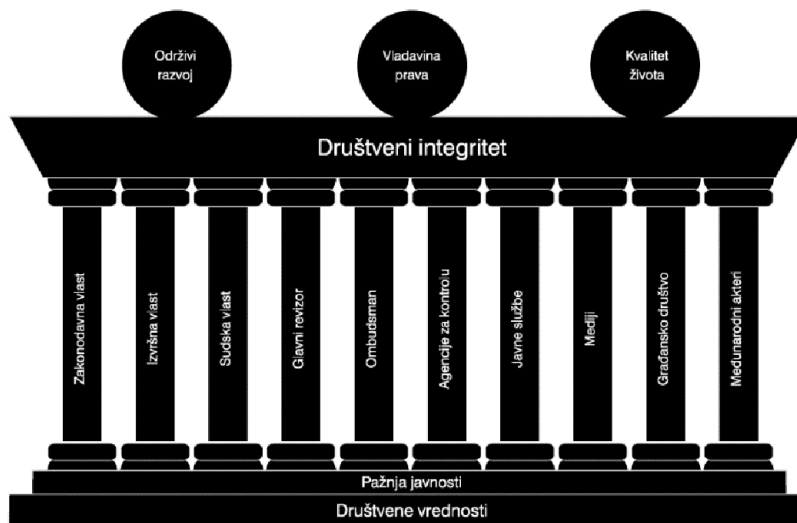 Održivi
razvoj
Vladavina
prava
Kvalitet
života
Društveni integritet
Zakonodavna vlast
Izvršna vlast
Sudska vlast
Glavni revizor
Ombudsman
Agencije za kontrolu
Javne službe
Mediji
Građansko društvo
Međunarodni akteri
Pažnja javnosti
Društvene vrednosti